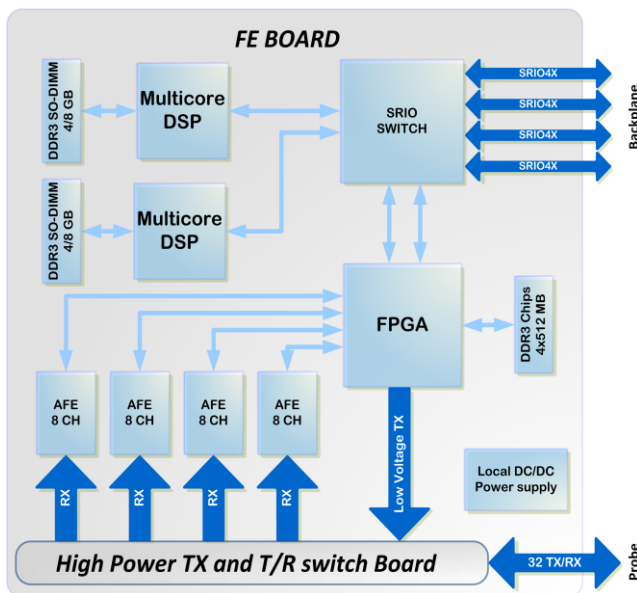 FE BOARD
DDR3 SO-DIMM
4/8 GB
Multicore
DSP
SRIO
SWITCH
SRIO4X
SRIO4X
SRIO4X
SRIO4X
Backplane
DDR3 SO-DIMM
4/8 GB
Multicore
DSP
FPGA
DDR3 Chips
4x512 MB
AFE
8 CH
AFE
8 CH
AFE
8 CH
AFE
8 CH
RX
RX
RX
RX
Low Voltage TX
Local DC/DC
Power supply
High Power TX and T/R switch Board
32 TX/RX
Probe